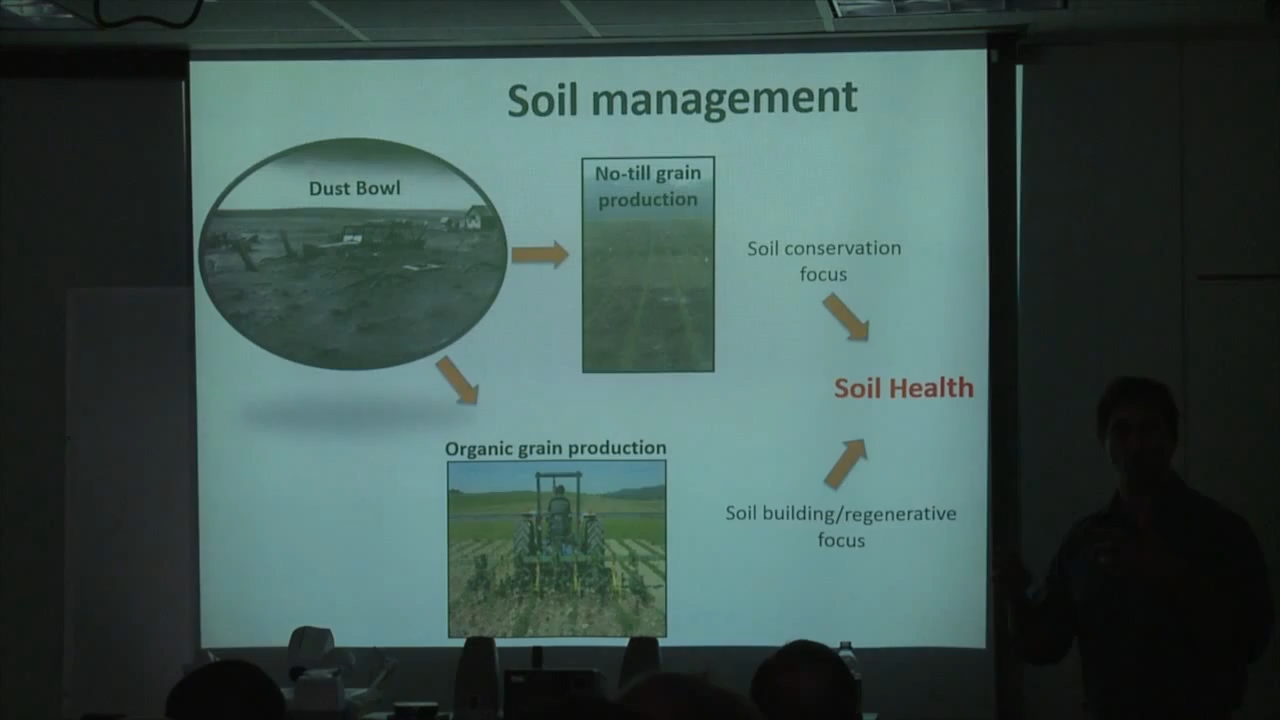 Soil management
Dust Bowl
No-till grain
production
Soil conservation
focus
Soil Health
Organic grain production
Soil building/regenerative
focus